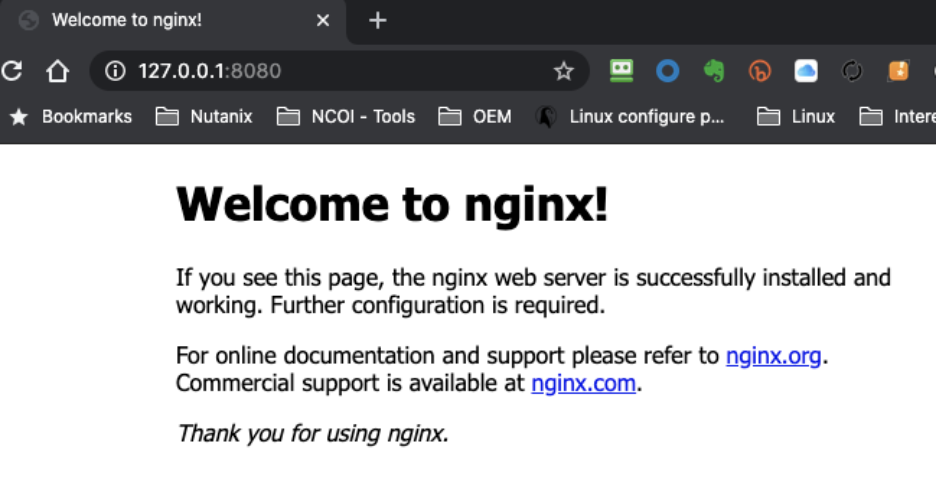 Welcome to nginx!
127.0.0.1:8080
Bookmarks Nutanix NCOI - Tools OEM Linux configure p... Linux
Welcome to nginx!
If you see this page, the nginx web server is successfully installed and
working. Further configuration is required.
For online documentation and support please refer to nginx.org.
Commercial support is available at nginx.com.
Thank you for using nginx.